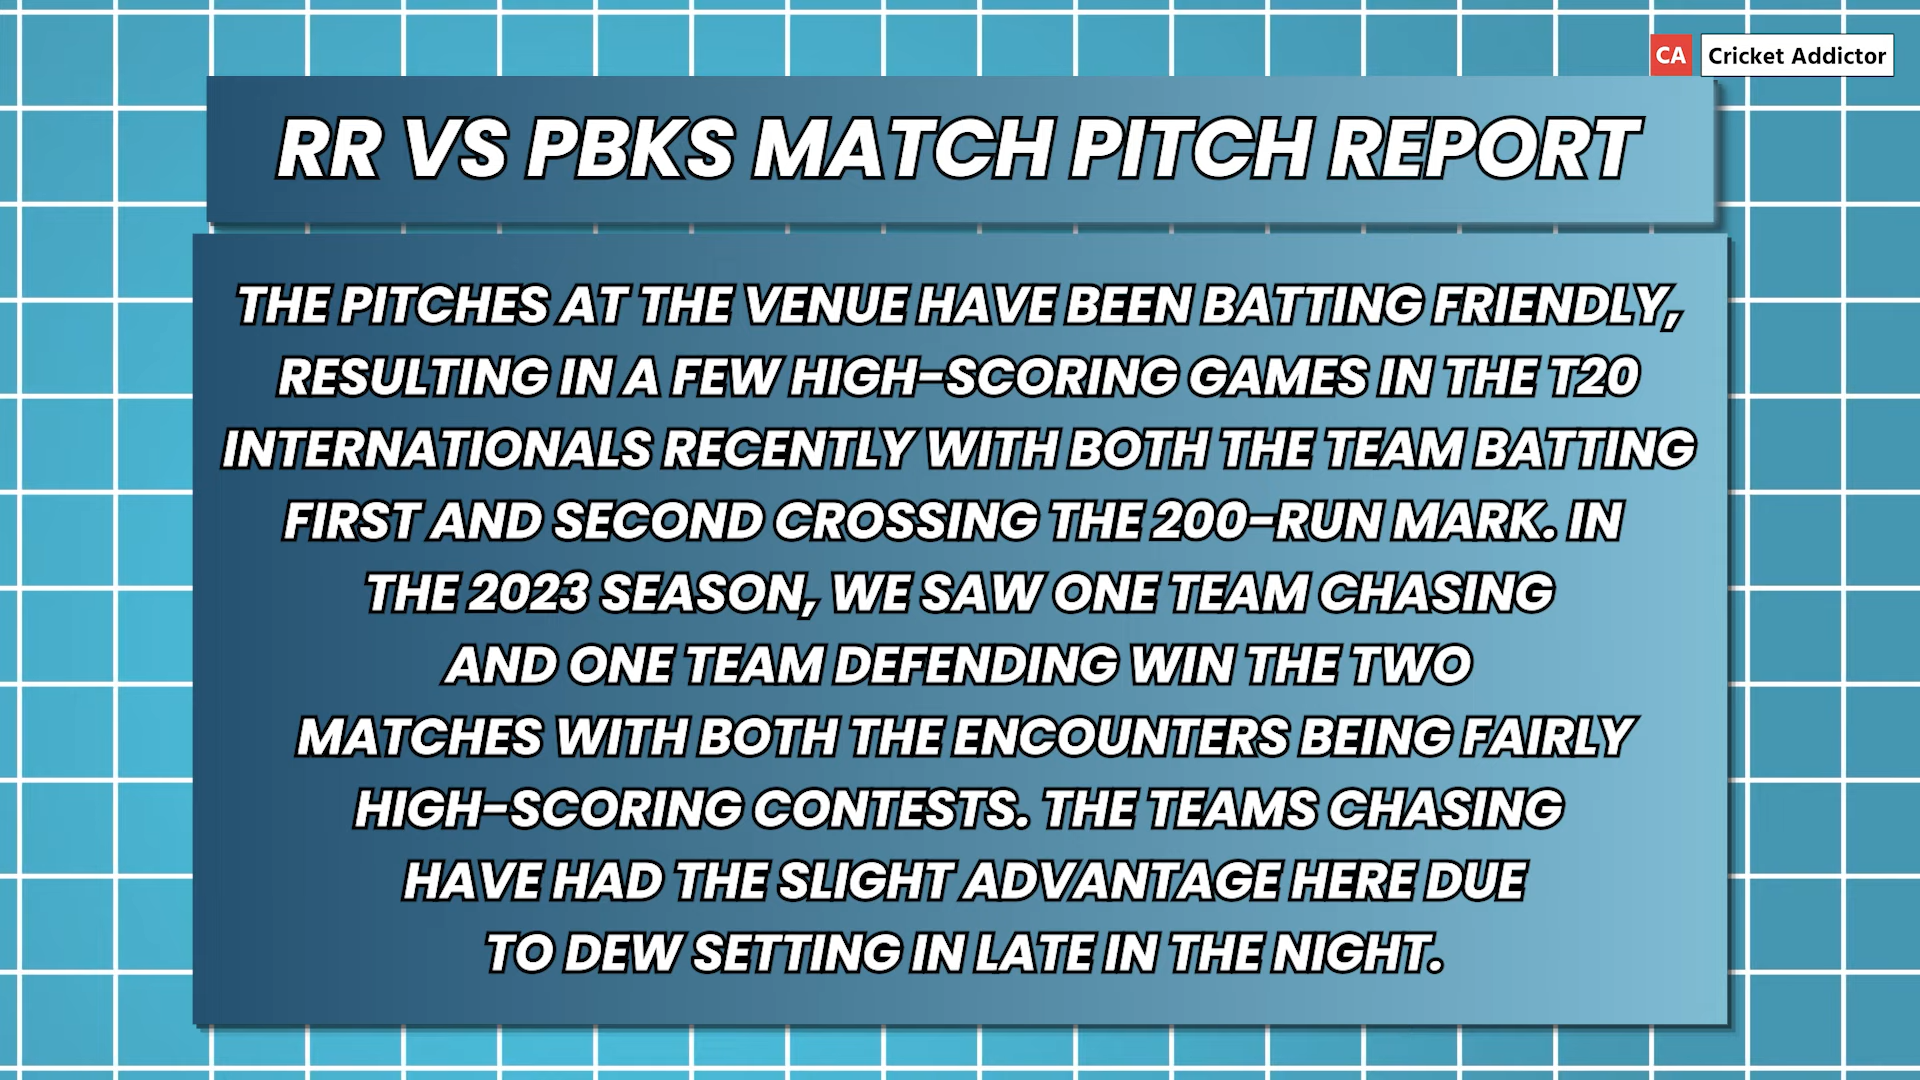 CA Cricket Addictor
RR VS PBKS MATCH PITCH REPORT
THE PITCHES AT THE VENUE HAVE BEEN BATTING FRIENDLY,
RESULTING IN A FEW HIGH-SCORING GAMES IN THE T20
INTERNATIONALS RECENTLY WITH BOTH THE TEAM BATTING
FIRST AND SECOND CROSSING THE 200-RUN MARK. IN
THE 2023 SEASON, WE SAW ONE TEAM CHASING
AND ONE TEAM DEFENDING WIN THE TWO
MATCHES WITH BOTH THE ENCOUNTERS BEING FAIRLY
HIGH-SCORING CONTESTS. THE TEAMS CHASING
HAVE HAD THE SLIGHT ADVANTAGE HERE DUE
TO DEW SETTING IN LATE IN THE NIGHT.